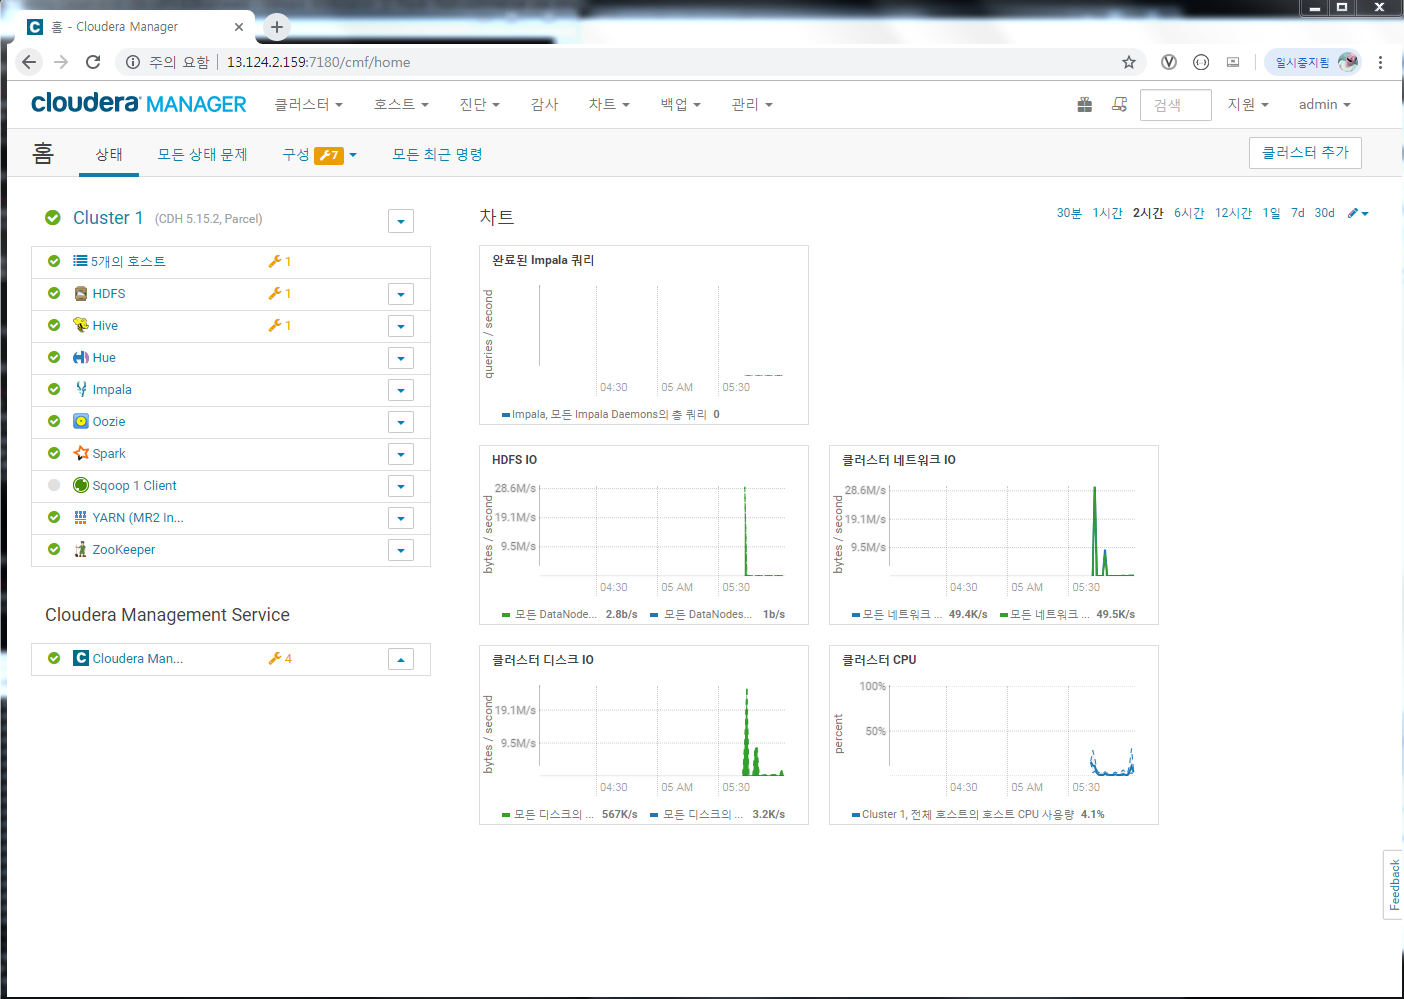 홈 - Cloudera Manager
주의 요함 | 13.124.2.159:7180/cmf/home
일시중지됨
cloudera MANAGER 클러스터 호스트 진단 감사 차트 백업 관리 검색 지원 admin
홈 상태 모든 상태 문제 구성 7 모든 최근 명령 클러스터 추가
Cluster 1 (CDH 5.15.2, Parcel)
5개의 호스트 1
HDFS 1
Hive 1
Hue
Impala
Oozie
Spark
Sqoop 1 Client
YARN (MR2 In...
ZooKeeper
Cloudera Management Service
Cloudera Man... 4
차트
30분 1시간 2시간 6시간 12시간 1일 7d 30d
완료된 Impala 쿼리
queries / second
04:30 05 AM 05:30
Impala, 모든 Impala Daemons의 총 쿼리 0
HDFS IO
bytes / second
28.6M/s
19.1M/s
9.5M/s
04:30 05 AM 05:30
모든 DataNode... 2.8b/s 모든 DataNodes... 1b/s
클러스터 네트워크 IO
bytes / second
28.6M/s
19.1M/s
9.5M/s
04:30 05 AM 05:30
모든 네트워크 ... 49.4K/s 모든 네트워크 ... 49.5K/s
클러스터 디스크 IO
bytes / second
19.1M/s
9.5M/s
04:30 05 AM 05:30
모든 디스크의 ... 567K/s 모든 디스크의 ... 3.2K/s
클러스터 CPU
percent
100%
50%
04:30 05 AM 05:30
Cluster 1, 전체 호스트의 호스트 CPU 사용량 4.1%
Feedback